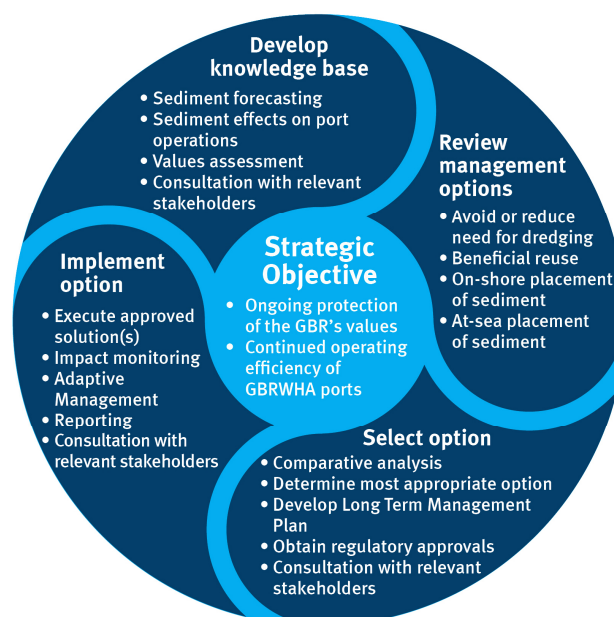 Develop
knowledge base
• Sediment forecasting
• Sediment effects on port
operations
• Values assessment
• Consultation with relevant
stakeholders
Review
management
options
• Avoid or reduce
need for dredging
• Beneficial reuse
• On-shore placement
of sediment
• At-sea placement
of sediment
Select option
• Comparative analysis
• Determine most appropriate option
• Develop Long Term Management
Plan
• Obtain regulatory approvals
• Consultation with relevant
stakeholders
Implement
option
• Execute approved
solution(s)
• Impact monitoring
• Adaptive
Management
• Reporting
• Consultation with
relevant stakeholders
Strategic
Objective
• Ongoing protection
of the GBR's values
• Continued operating
efficiency of
GBRWHA ports